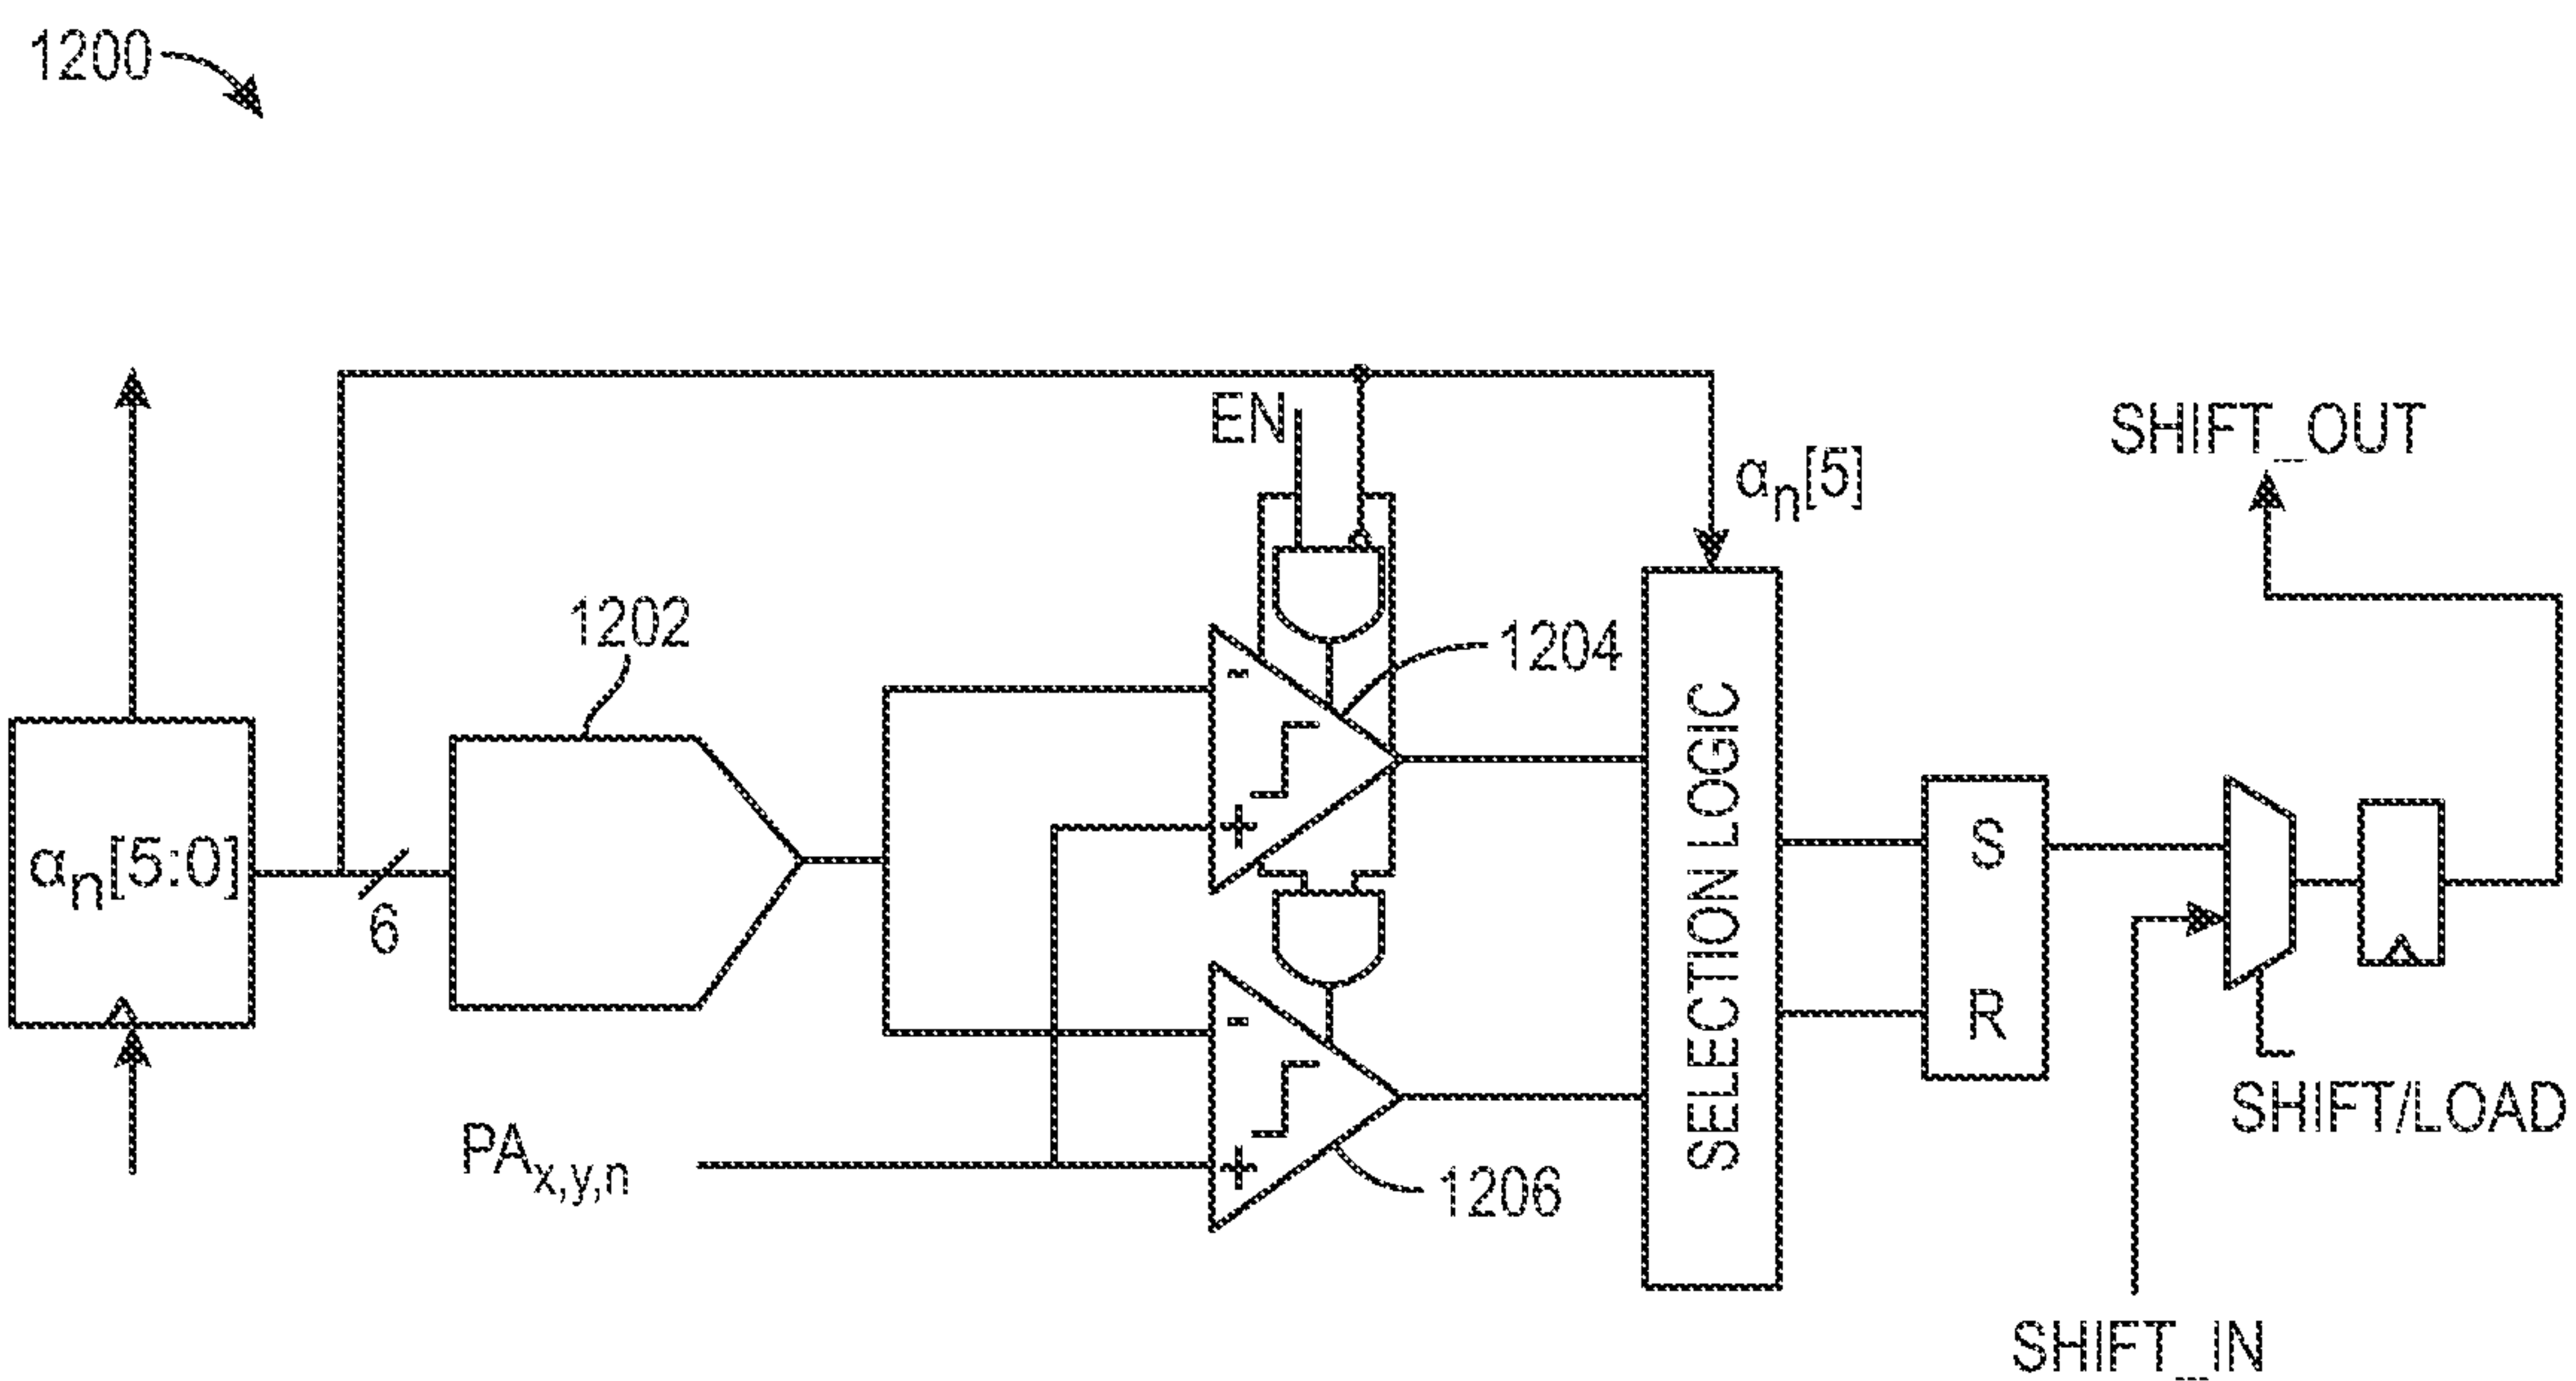 1200
EN
αn[5]
SHIFT_OUT
1202
1204
αn[5:0]
6
-
+
-
+
SELECTION LOGIC
S
R
SHIFT/LOAD
PAx,y,n
1206
SHIFT_IN